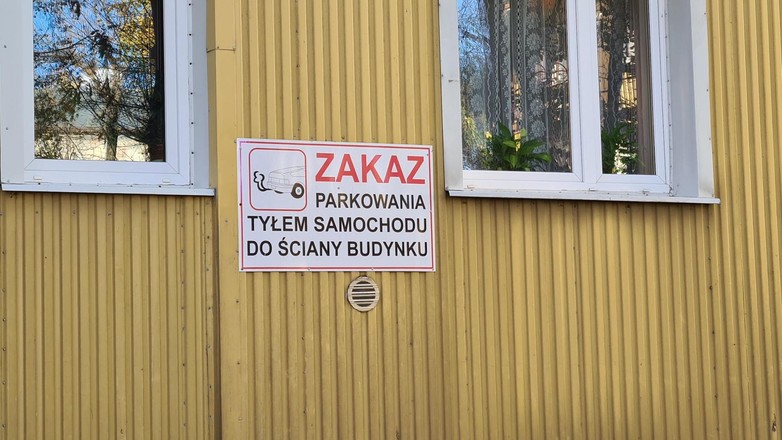 ZAKAZ
PARKOWANIA
TYŁEM SAMOCHODU
DO ŚCIANY BUDYNKU